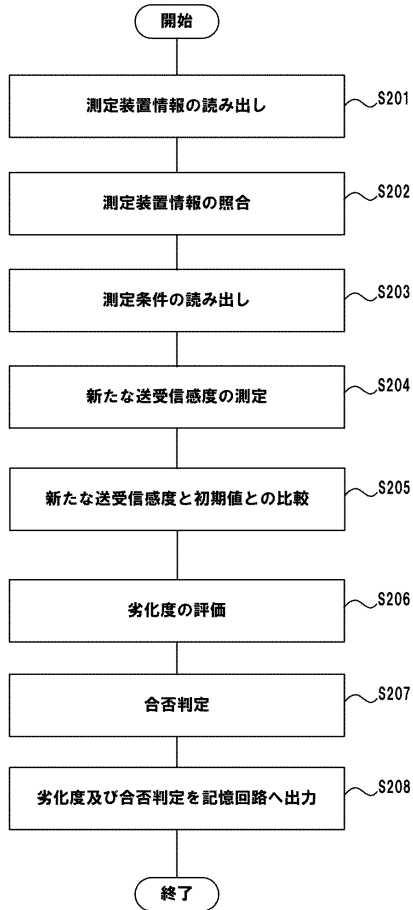 開始
測定装置情報の読み出し
S201
測定装置情報の照合
S202
測定条件の読み出し
S203
新たな送受信感度の測定
S204
新たな送受信感度と初期値との比較
S205
劣化度の評価
S206
合否判定
S207
劣化度及び合否判定を記憶回路へ出力
S208
終了